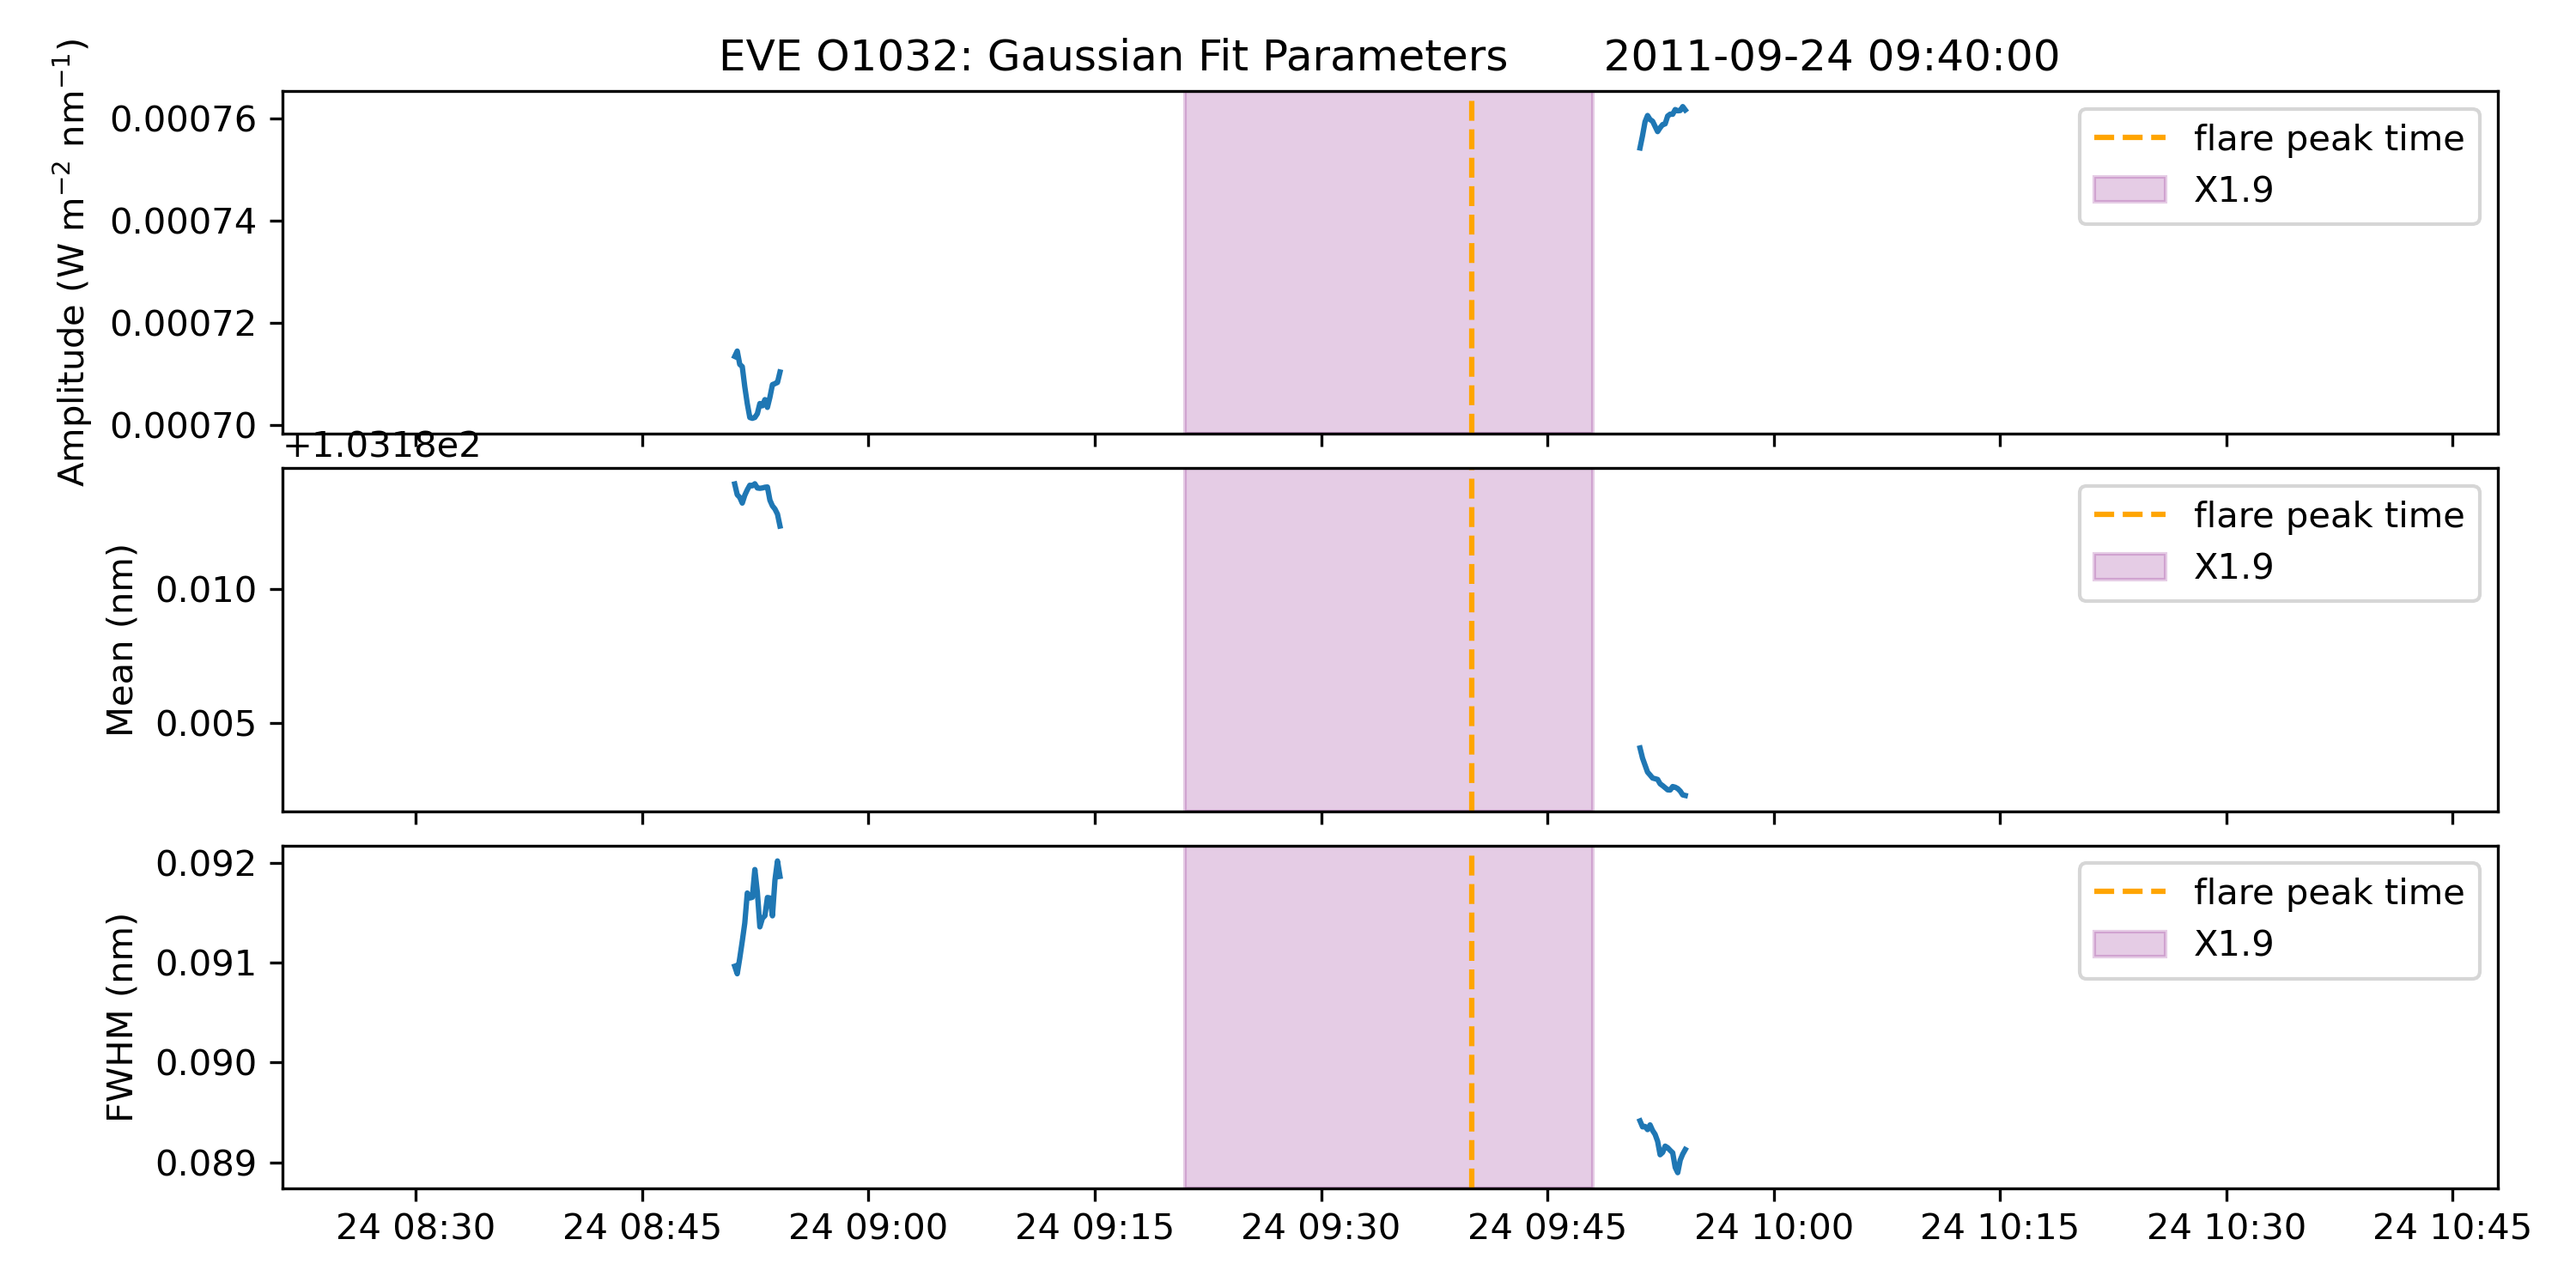 EVE O1032: Gaussian Fit Parameters 2011-09-24 09:40:00
Amplitude (W m⁻² nm⁻¹)
0.00076
0.00074
0.00072
0.00070
flare peak time
X1.9
+1.0318e2
Mean (nm)
0.010
0.005
flare peak time
X1.9
FWHM (nm)
0.092
0.091
0.090
0.089
flare peak time
X1.9
24 08:30 24 08:45 24 09:00 24 09:15 24 09:30 24 09:45 24 10:00 24 10:15 24 10:30 24 10:45